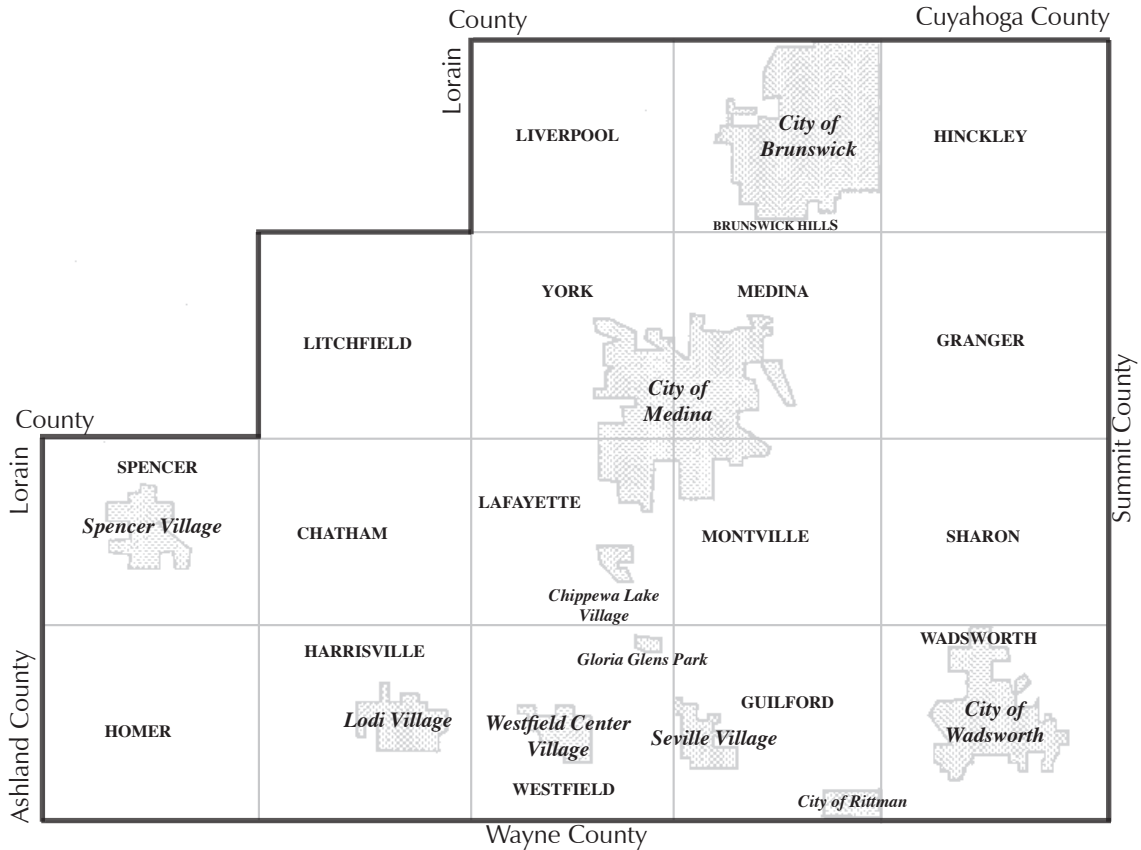 County
Cuyahoga County
Lorain
LIVERPOOL
City of
Brunswick
HINCKLEY
BRUNSWICK HILLS
YORK
MEDINA
LITCHFIELD
GRANGER
City of
Medina
County
Lorain
Summit County
SPENCER
Spencer Village
LAFAYETTE
CHATHAM
MONTVILLE
SHARON
Chippewa Lake
Village
HARRISVILLE
WADSWORTH
Gloria Glens Park
Ashland County
HOMER
Lodi Village
Westfield Center
Village
Seville Village
GUILFORD
City of
Wadsworth
WESTFIELD
City of Rittman
Wayne County